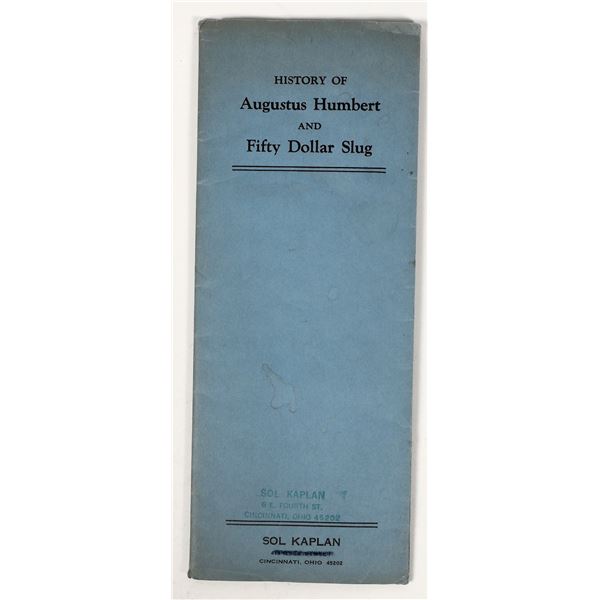 HISTORY OF
Augustus Humbert
AND
Fifty Dollar Slug
SOL KAPLAN
6 E. FOURTH ST.
CINCINNATI, OHIO 45202
SOL KAPLAN
CINCINNATI, OHIO 45202